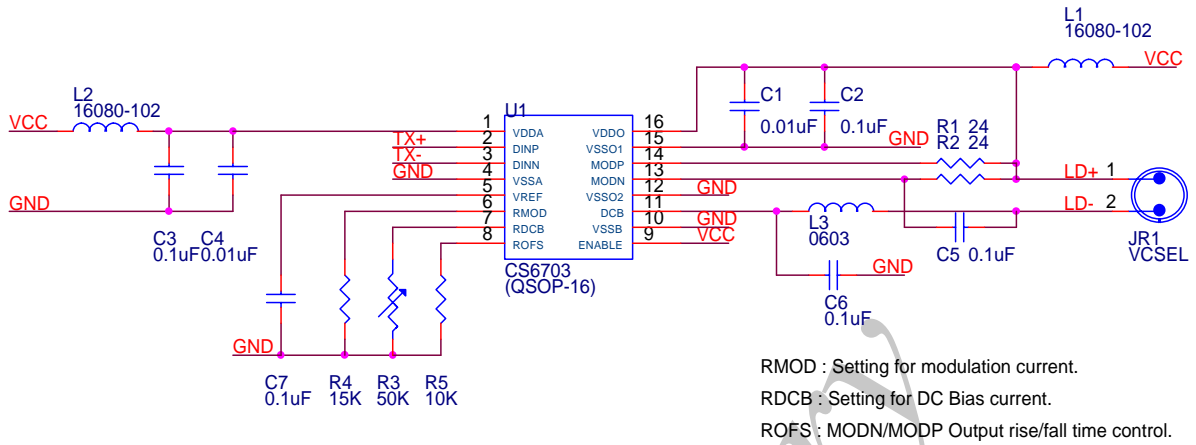 L1
16080-102
VCC
L2
16080-102
VCC
U1
C1
0.01uF
C2
0.1uF
GND
R1 24
R2 24
TX+
TX-
GND
1 VDDA
2 DINP
3 DINN
4 VSSA
5 VREF
6 RMOD
7 RDCB
8 ROFS
VDDO 16
VSSO1 15
MODP 14
MODN 13
VSSO2 12
DCB 11
VSSB 10
ENABLE 9
GND
GND
VCC
LD+ 1
LD- 2
GND
C3
0.1uF
C4
0.01uF
CS6703
(QSOP-16)
L3
0603
C5 0.1uF
JR1
VCSEL
GND
C6
0.1uF
GND
C7
0.1uF
R4
15K
R3
50K
R5
10K
RMOD : Setting for modulation current.
RDCB : Setting for DC Bias current.
ROFS : MODN/MODP Output rise/fall time control.